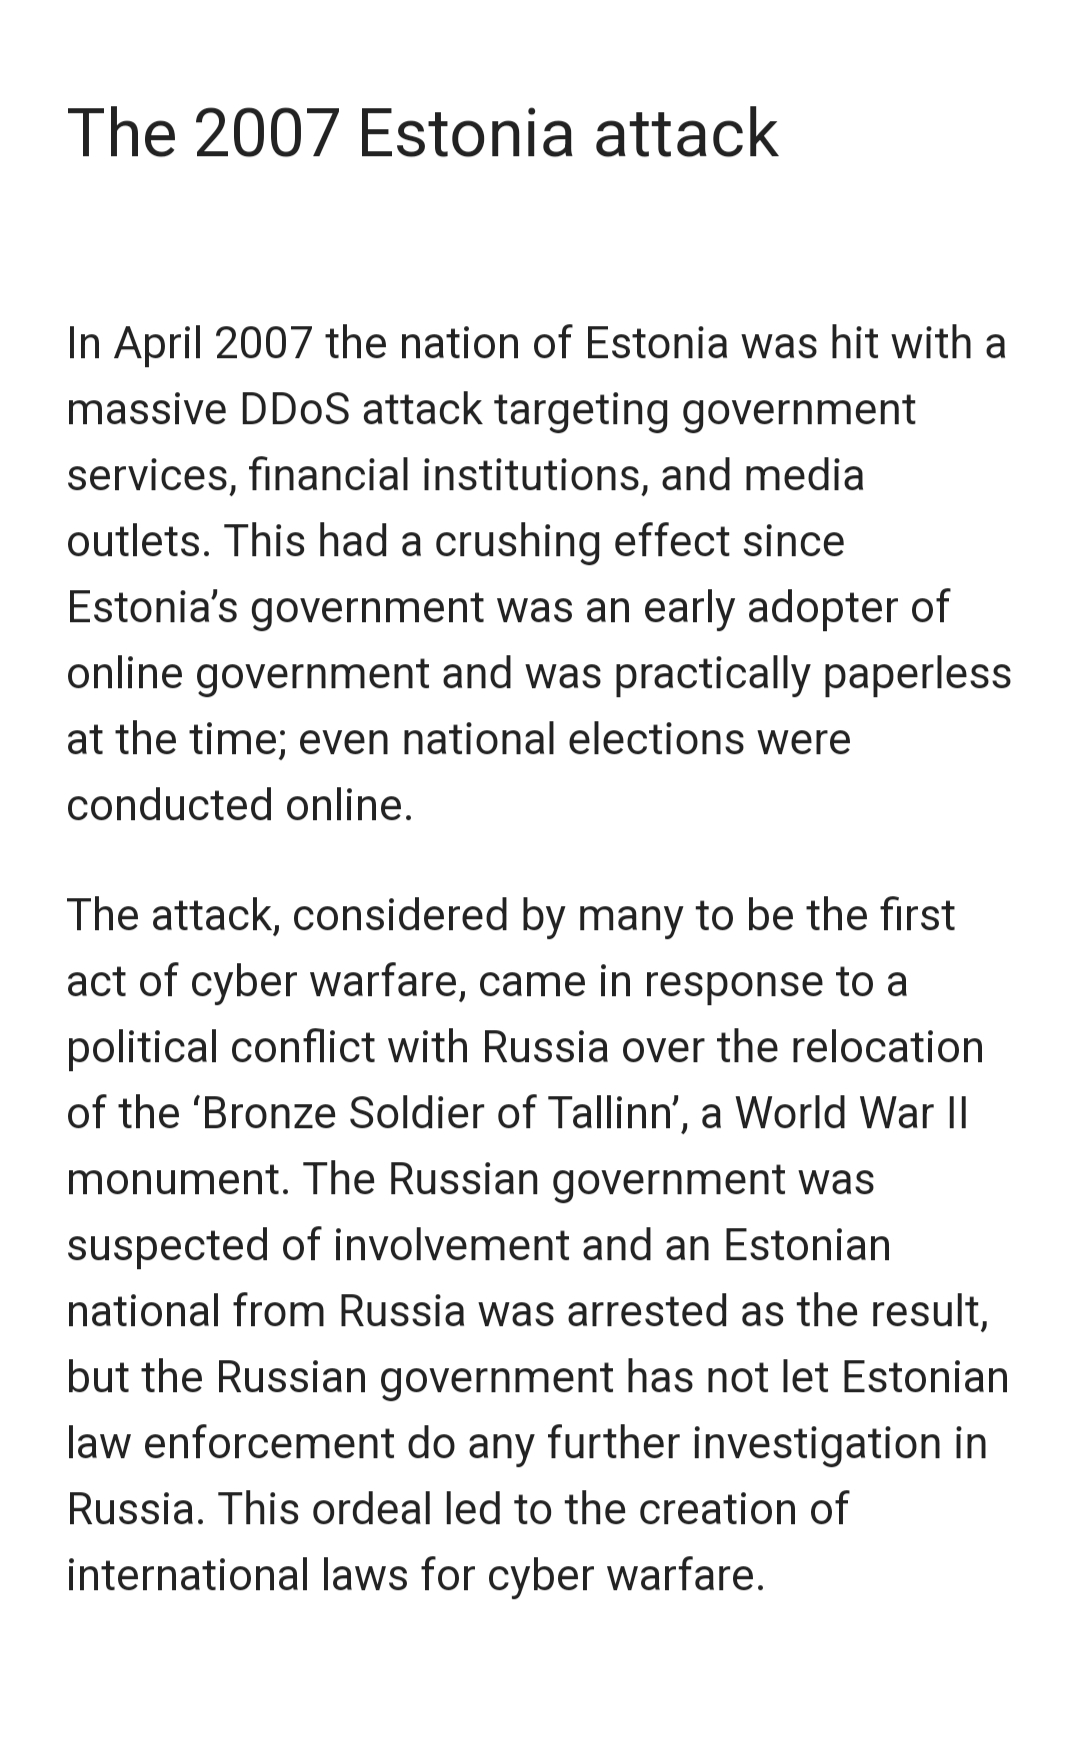 The 2007 Estonia attack
In April 2007 the nation of Estonia was hit with a
massive DDoS attack targeting government
services, financial institutions, and media
outlets. This had a crushing effect since
Estonia’s government was an early adopter of
online government and was practically paperless
at the time; even national elections were
conducted online.
The attack, considered by many to be the first
act of cyber warfare, came in response to a
political conflict with Russia over the relocation
of the ‘Bronze Soldier of Tallinn’, a World War II
monument. The Russian government was
suspected of involvement and an Estonian
national from Russia was arrested as the result,
but the Russian government has not let Estonian
law enforcement do any further investigation in
Russia. This ordeal led to the creation of
international laws for cyber warfare.